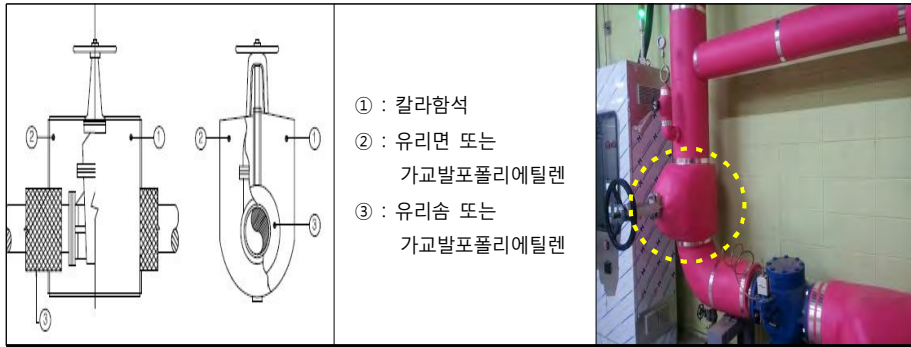 ② ①
③
② ①
③
① : 칼라함석
② : 유리면 또는
가교발포폴리에틸렌
③ : 유리솜 또는
가교발포폴리에틸렌